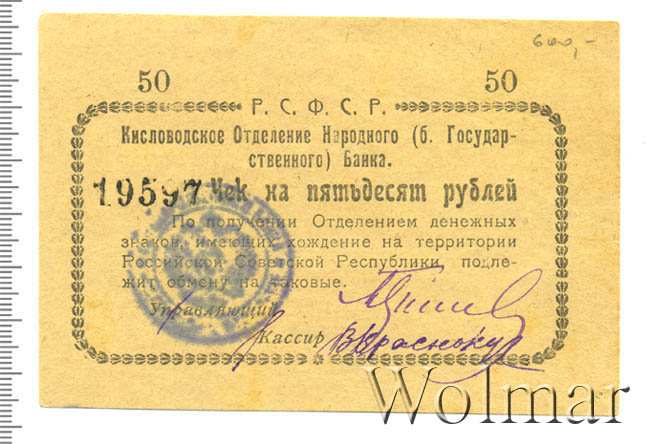 600,-
50 50
Р. С. Ф. С. Р.
Кисловодское Отделение Народного (б. Государ-
ственного) Банка.
19597 Чек на пятьдесят рублей
По получении Отделением денежных
знаков, имеющих хождение на территории
Российской Советской Республики, подле-
жит обмену на таковые.
Управляющий
Кассир
Wolmar